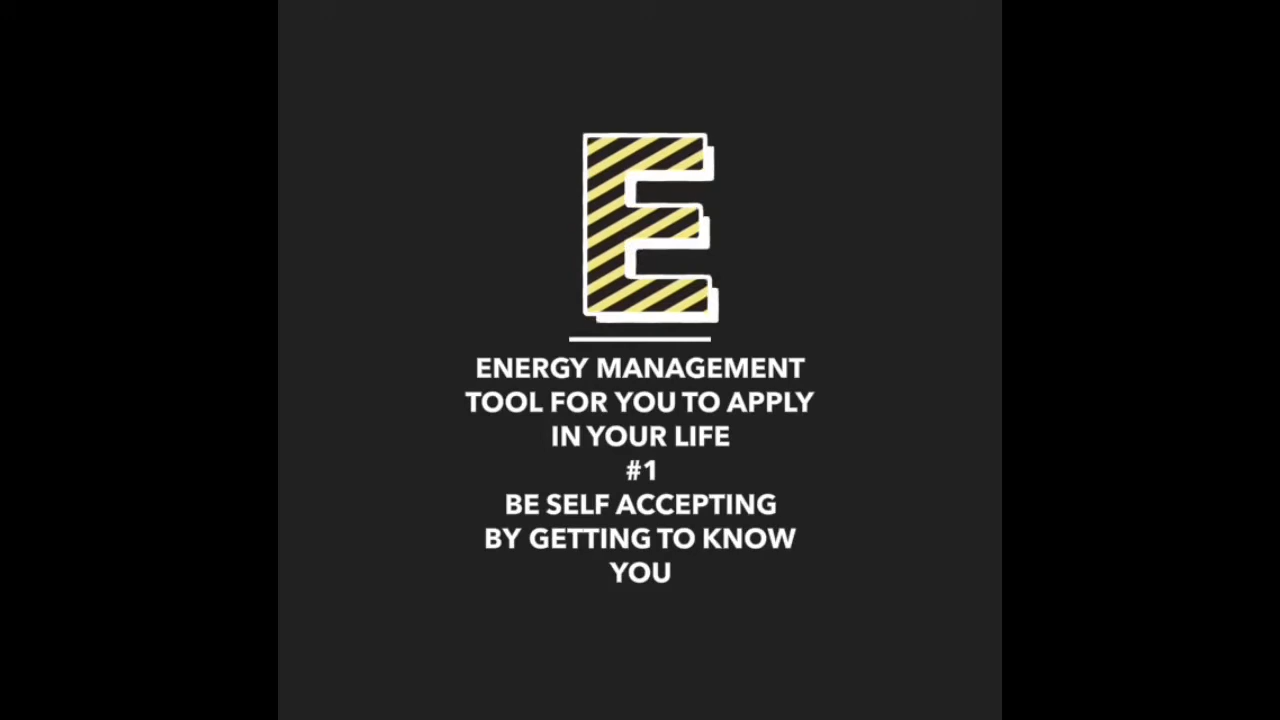 E
ENERGY MANAGEMENT
TOOL FOR YOU TO APPLY
IN YOUR LIFE
#1
BE SELF ACCEPTING
BY GETTING TO KNOW
YOU